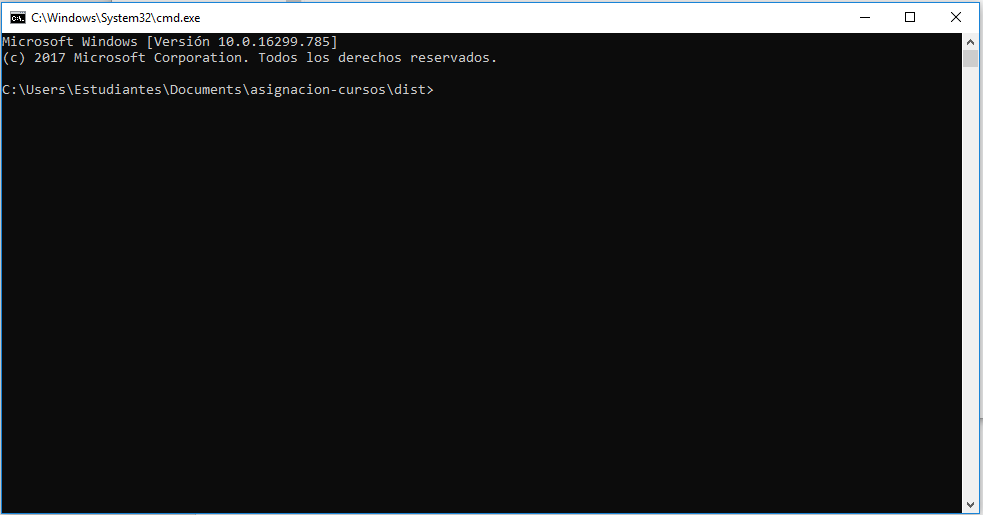 C:\Windows\System32\cmd.exe
Microsoft Windows [Versión 10.0.16299.785]
(c) 2017 Microsoft Corporation. Todos los derechos reservados.
C:\Users\Estudiantes\Documents\asignacion-cursos\dist>